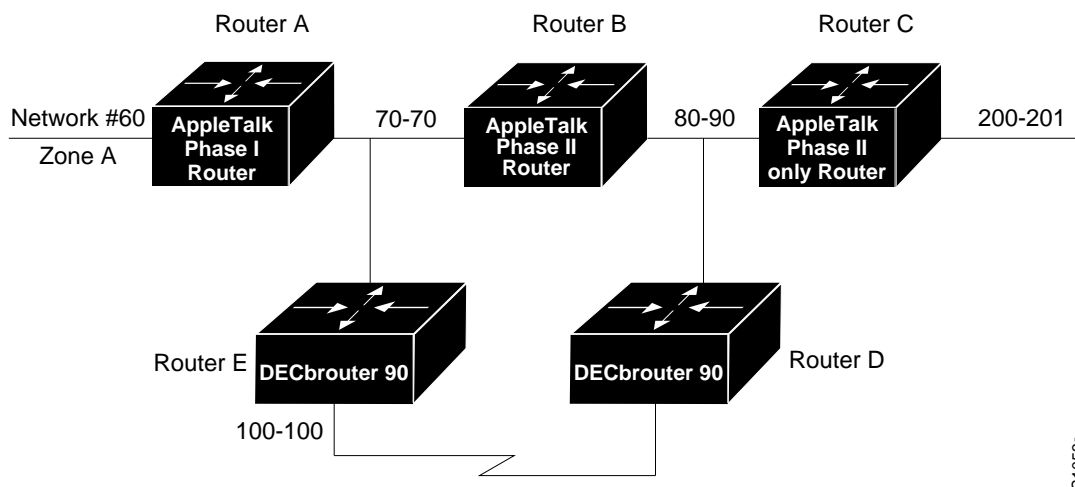 Router A
Router B
Router C
Network #60
Zone A
AppleTalk
Phase I
Router
70-70
AppleTalk
Phase II
Router
80-90
AppleTalk
Phase II
only Router
200-201
Router E
DECbrouter 90
DECbrouter 90
Router D
100-100